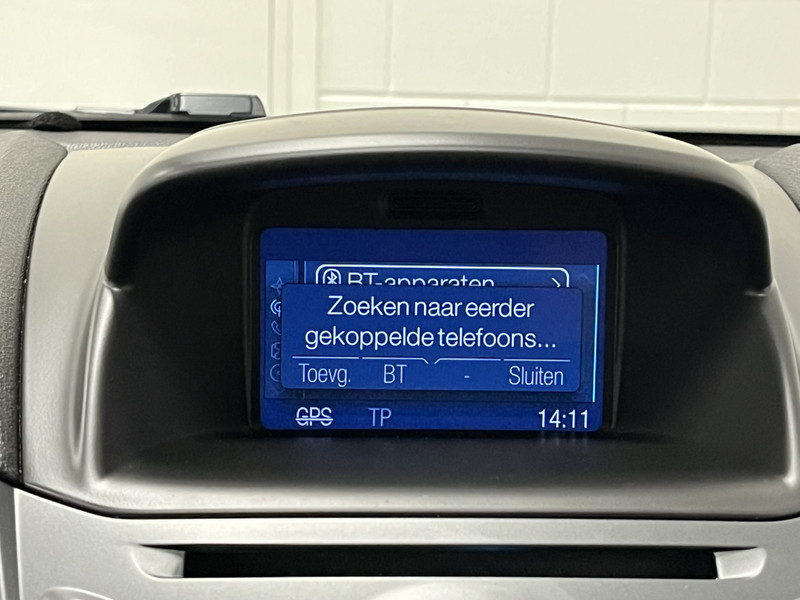 BT-apparaten
Zoeken naar eerder
gekoppelde telefoons...
Toevg. BT - Sluiten
GPS TP 14:11